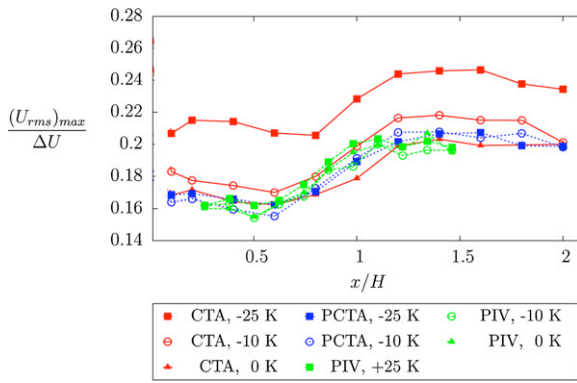 0.28
0.26
0.24
0.22
0.2
0.18
0.16
0.14
(U_rms)_max
ΔU
0.5 1 1.5 2
x/H
CTA, -25 K PCTA, -25 K PIV, -10 K
CTA, -10 K PCTA, -10 K PIV, 0 K
CTA, 0 K PIV, +25 K